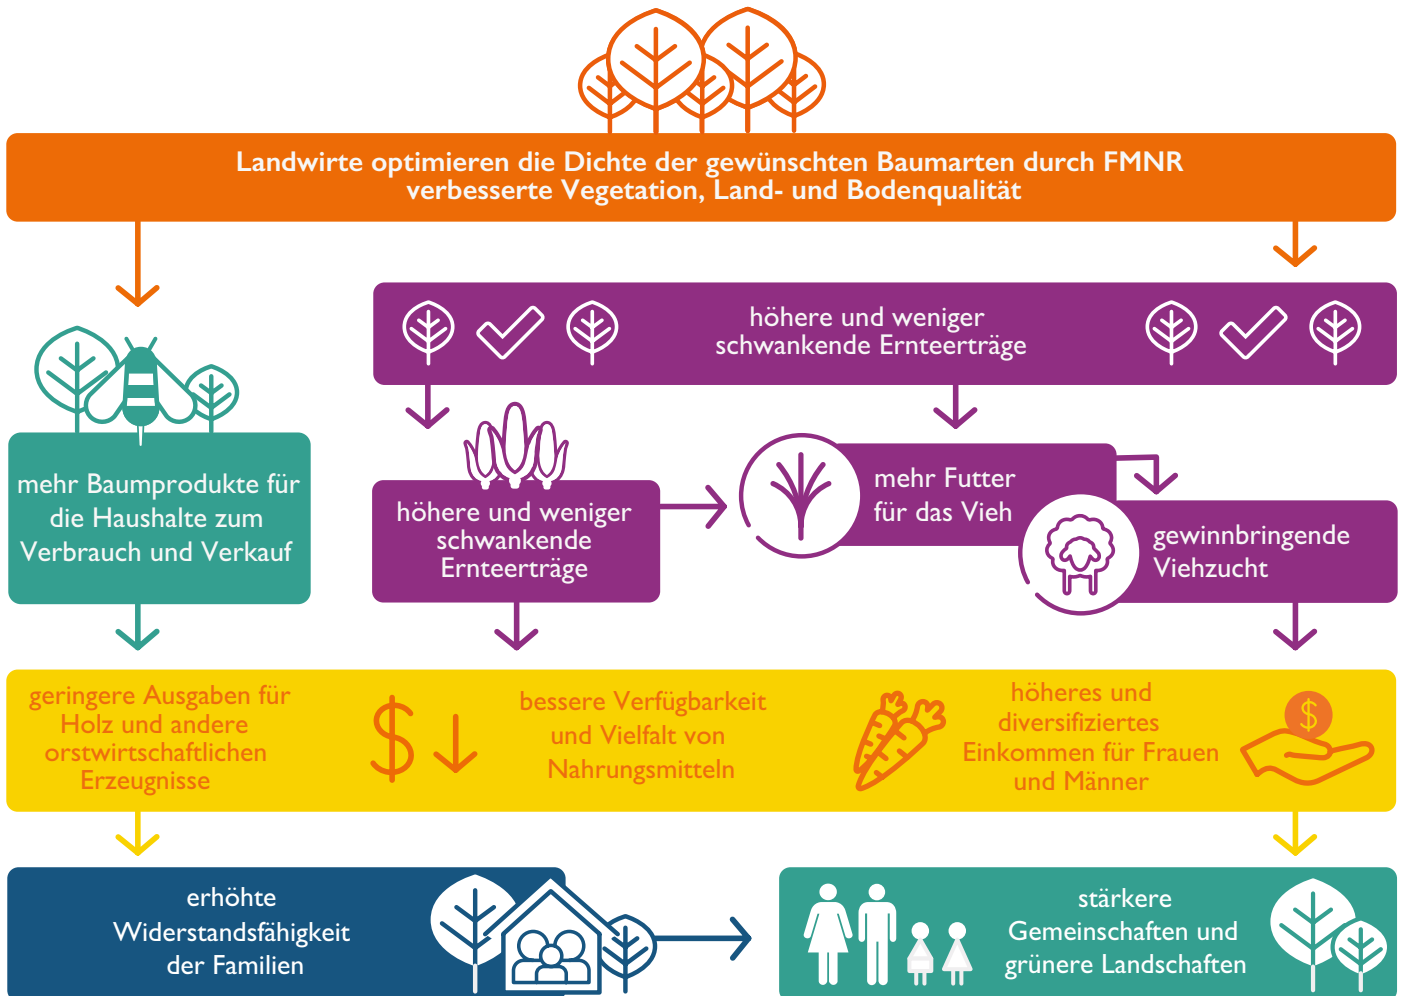 Landwirte optimieren die Dichte der gewünschten Baumarten durch FMNR
verbesserte Vegetation, Land- und Bodenqualität
höhere und weniger
schwankende Ernteerträge
mehr Baumprodukte für
die Haushalte zum
Verbrauch und Verkauf
höhere und weniger
schwankende
Ernteerträge
mehr Futter
für das Vieh
gewinnbringende
Viehzucht
geringere Ausgaben für
Holz und andere
orstwirtschaftlichen
Erzeugnisse
$
bessere Verfügbarkeit
und Vielfalt von
Nahrungsmitteln
höheres und
diversifiziertes
Einkommen für Frauen
und Männer
$
erhöhte
Widerstandsfähigkeit
der Familien
stärkere
Gemeinschaften und
grünere Landschaften